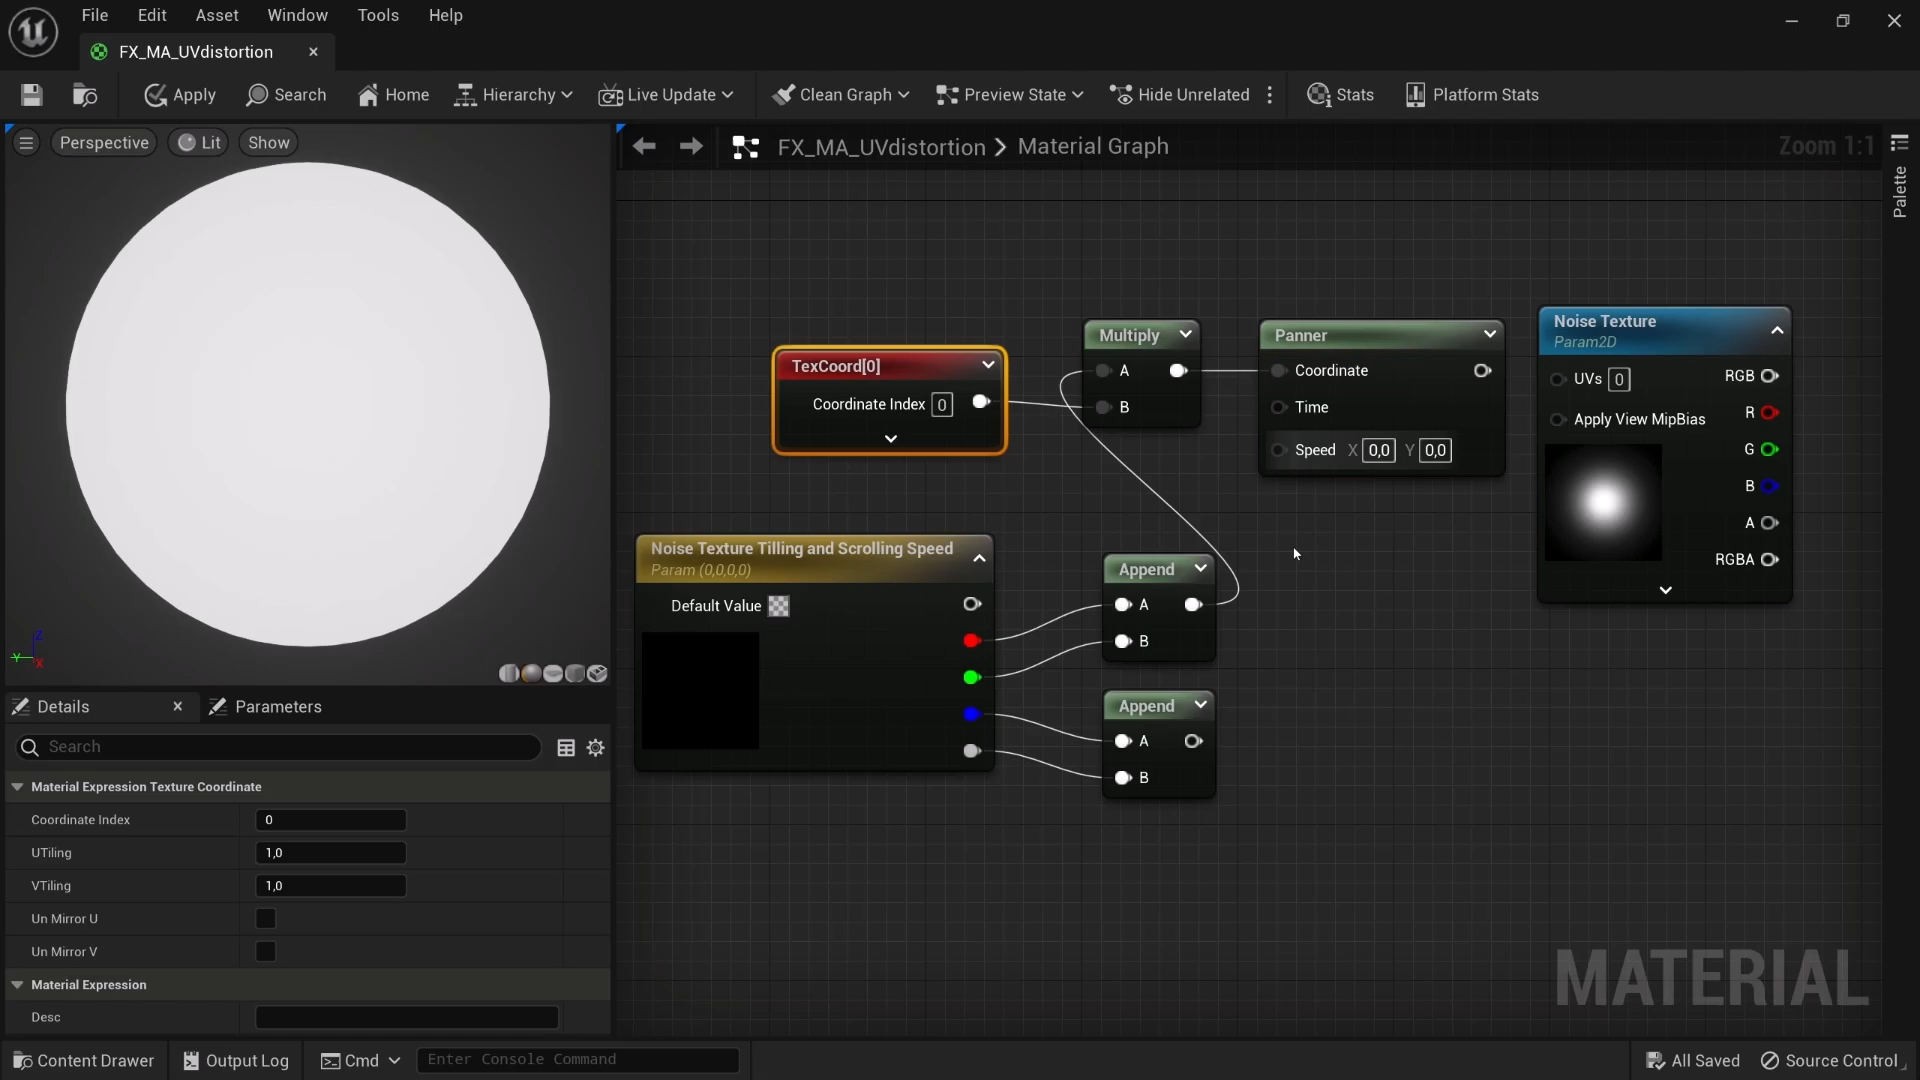 File Edit Asset Window Tools Help
FX_MA_UVdistortion
Apply Search Home Hierarchy Live Update Clean Graph Preview State Hide Unrelated Stats Platform Stats
Perspective Lit Show
FX_MA_UVdistortion > Material Graph
Zoom 1:1
Palette
TexCoord[0]
Coordinate Index 0
Multiply
A
B
Panner
Coordinate
Time
Speed X 0,0 Y 0,0
Noise Texture
Param2D
UVs 0
Apply View MipBias
RGB
R
G
B
A
RGBA
Noise Texture Tilling and Scrolling Speed
Param (0,0,0,0)
Default Value
Append
A
B
Append
A
B
Z
Y
X
Details Parameters
Search
Material Expression Texture Coordinate
Coordinate Index 0
UTiling 1,0
VTiling 1,0
Un Mirror U
Un Mirror V
Material Expression
Desc
MATERIAL
Content Drawer Output Log Cmd Enter Console Command All Saved Source Control